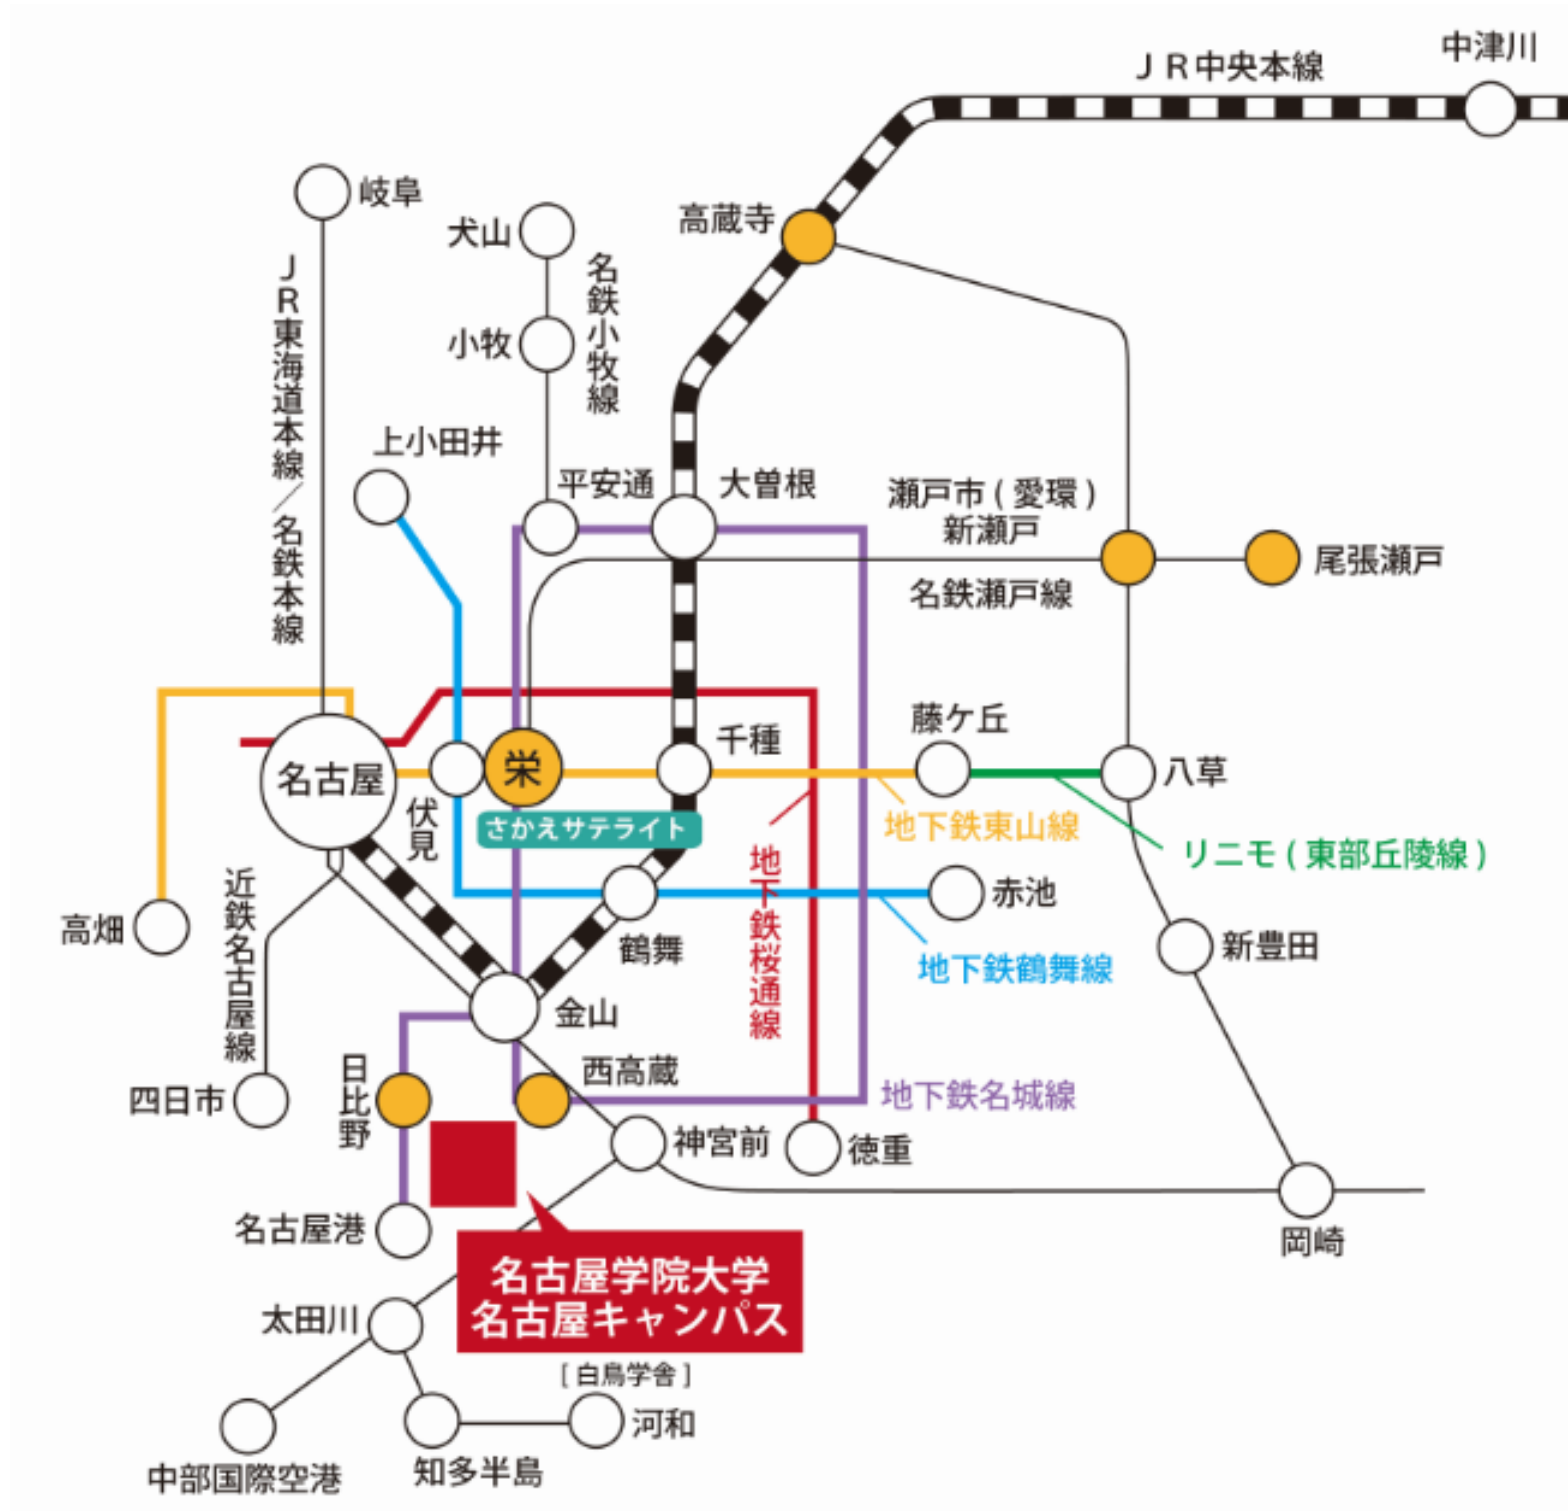 ＪＲ中央本線
中津川
岐阜
犬山
高蔵寺
ＪＲ東海道本線／名鉄本線
名鉄小牧線
小牧
上小田井
平安通
大曽根
瀬戸市(愛環)
新瀬戸
尾張瀬戸
名鉄瀬戸線
藤ケ丘
千種
名古屋
栄
八草
伏見
さかえサテライト
地下鉄東山線
リニモ(東部丘陵線)
地下鉄桜通線
近鉄名古屋線
高畑
赤池
鶴舞
地下鉄鶴舞線
新豊田
金山
日比野
西高蔵
四日市
地下鉄名城線
神宮前
徳重
名古屋港
岡崎
名古屋学院大学
名古屋キャンパス
太田川
[白鳥学舎]
河和
中部国際空港
知多半島